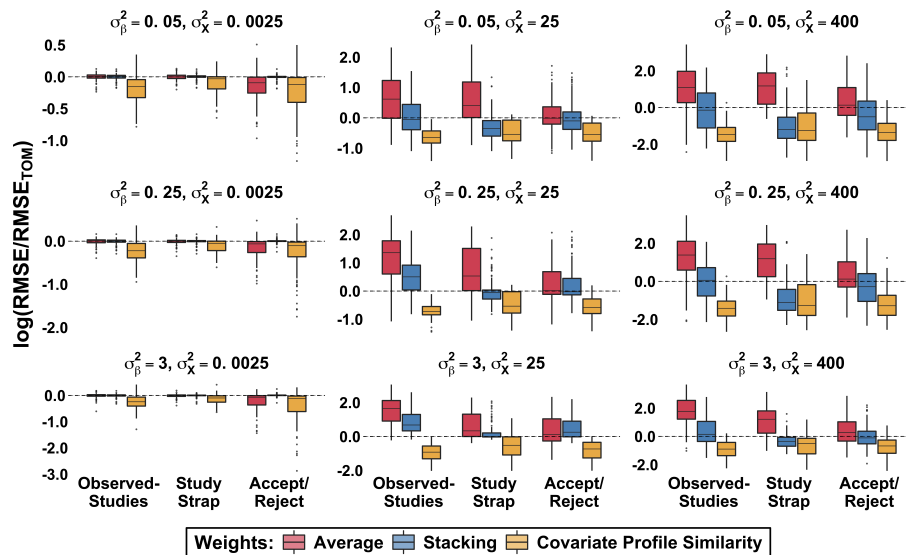 σ²β = 0. 05, σ²X = 0. 0025
σ²β = 0. 05, σ²X = 25
σ²β = 0. 05, σ²X = 400
0.5
0.0
-0.5
-1.0
2.0
1.0
0.0
-1.0
2.0
0.0
-2.0
σ²β = 0. 25, σ²X = 0. 0025
σ²β = 0. 25, σ²X = 25
σ²β = 0. 25, σ²X = 400
log(RMSE/RMSE_TOM)
0.0
-1.0
-2.0
2.0
1.0
0.0
-1.0
2.0
0.0
-2.0
σ²β = 3, σ²X = 0. 0025
σ²β = 3, σ²X = 25
σ²β = 3, σ²X = 400
0.0
-1.0
-2.0
-3.0
2.0
0.0
-2.0
2.0
0.0
-2.0
Observed- Study Accept/ Observed- Study Accept/ Observed- Study Accept/
Studies Strap Reject Studies Strap Reject Studies Strap Reject
Weights: Average Stacking Covariate Profile Similarity